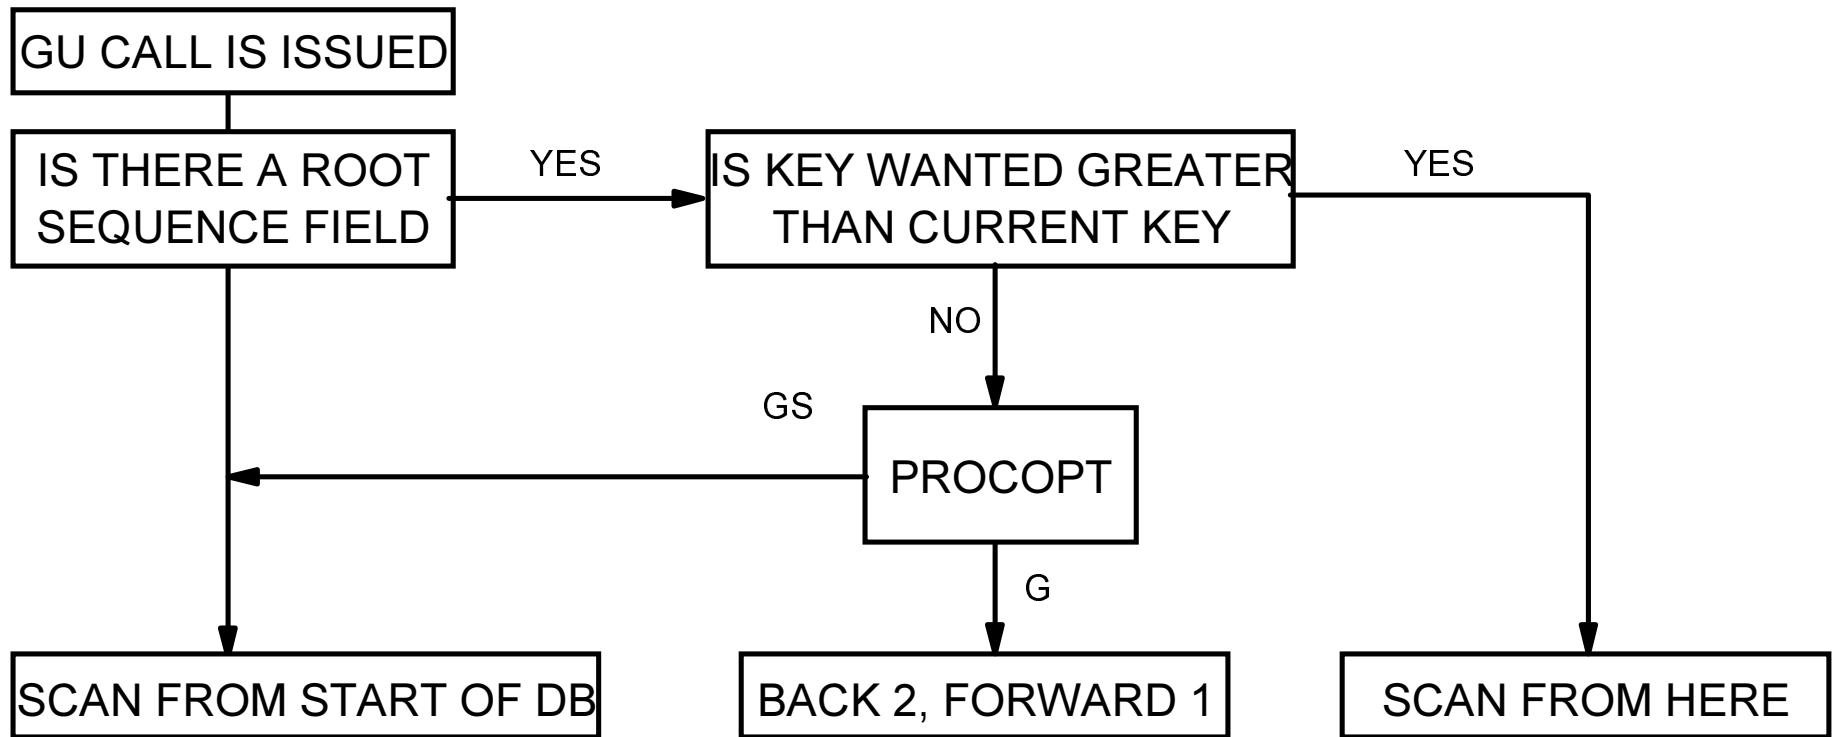 GU CALL IS ISSUED
IS THERE A ROOT
SEQUENCE FIELD
YES
IS KEY WANTED GREATER
THAN CURRENT KEY
YES
NO
GS
PROCOPT
G
SCAN FROM START OF DB
BACK 2, FORWARD 1
SCAN FROM HERE